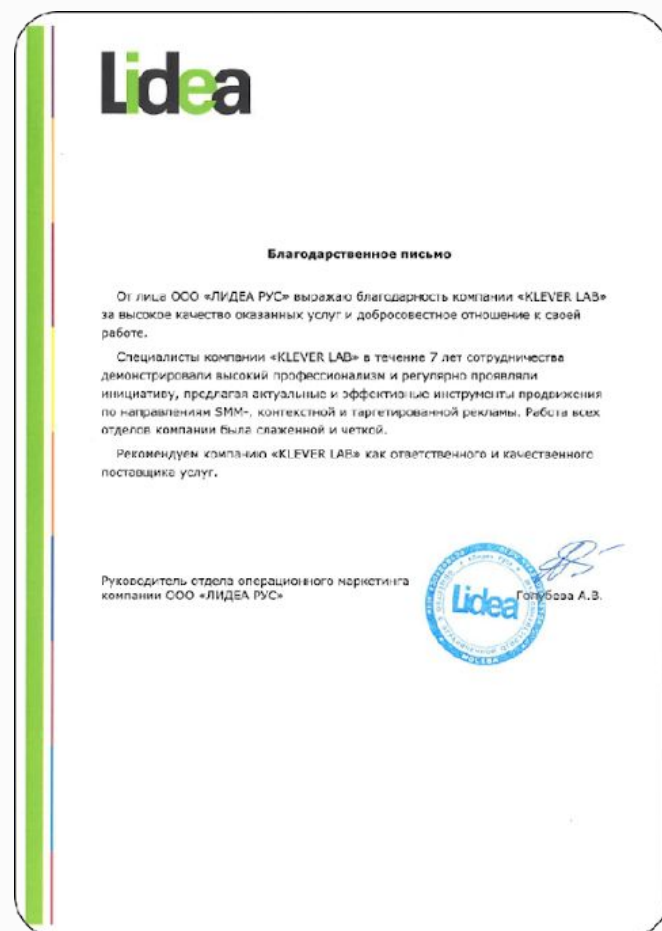 Lidea
Благодарственное письмо
От лица ООО «ЛИДЕА РУС» выражаю благодарность компании «KLEVER LAB»
за высокое качество оказанных услуг и добросовестное отношение к своей
работе.
Специалисты компании «KLEVER LAB» в течение 7 лет сотрудничества
демонстрировали высокий профессионализм и регулярно проявляли
инициативу, предлагая актуальные и эффективные инструменты продвижения
по направлениям SMM-, контекстной и таргетированной рекламы. Работа всех
отделов компании была слаженной и четкой.
Рекомендуем компанию «KLEVER LAB» как ответственного и качественного
поставщика услуг.
Руководитель отдела операционного маркетинга
компании ООО «ЛИДЕА РУС»
Голубева А.В.
Lidea
МОСКВА